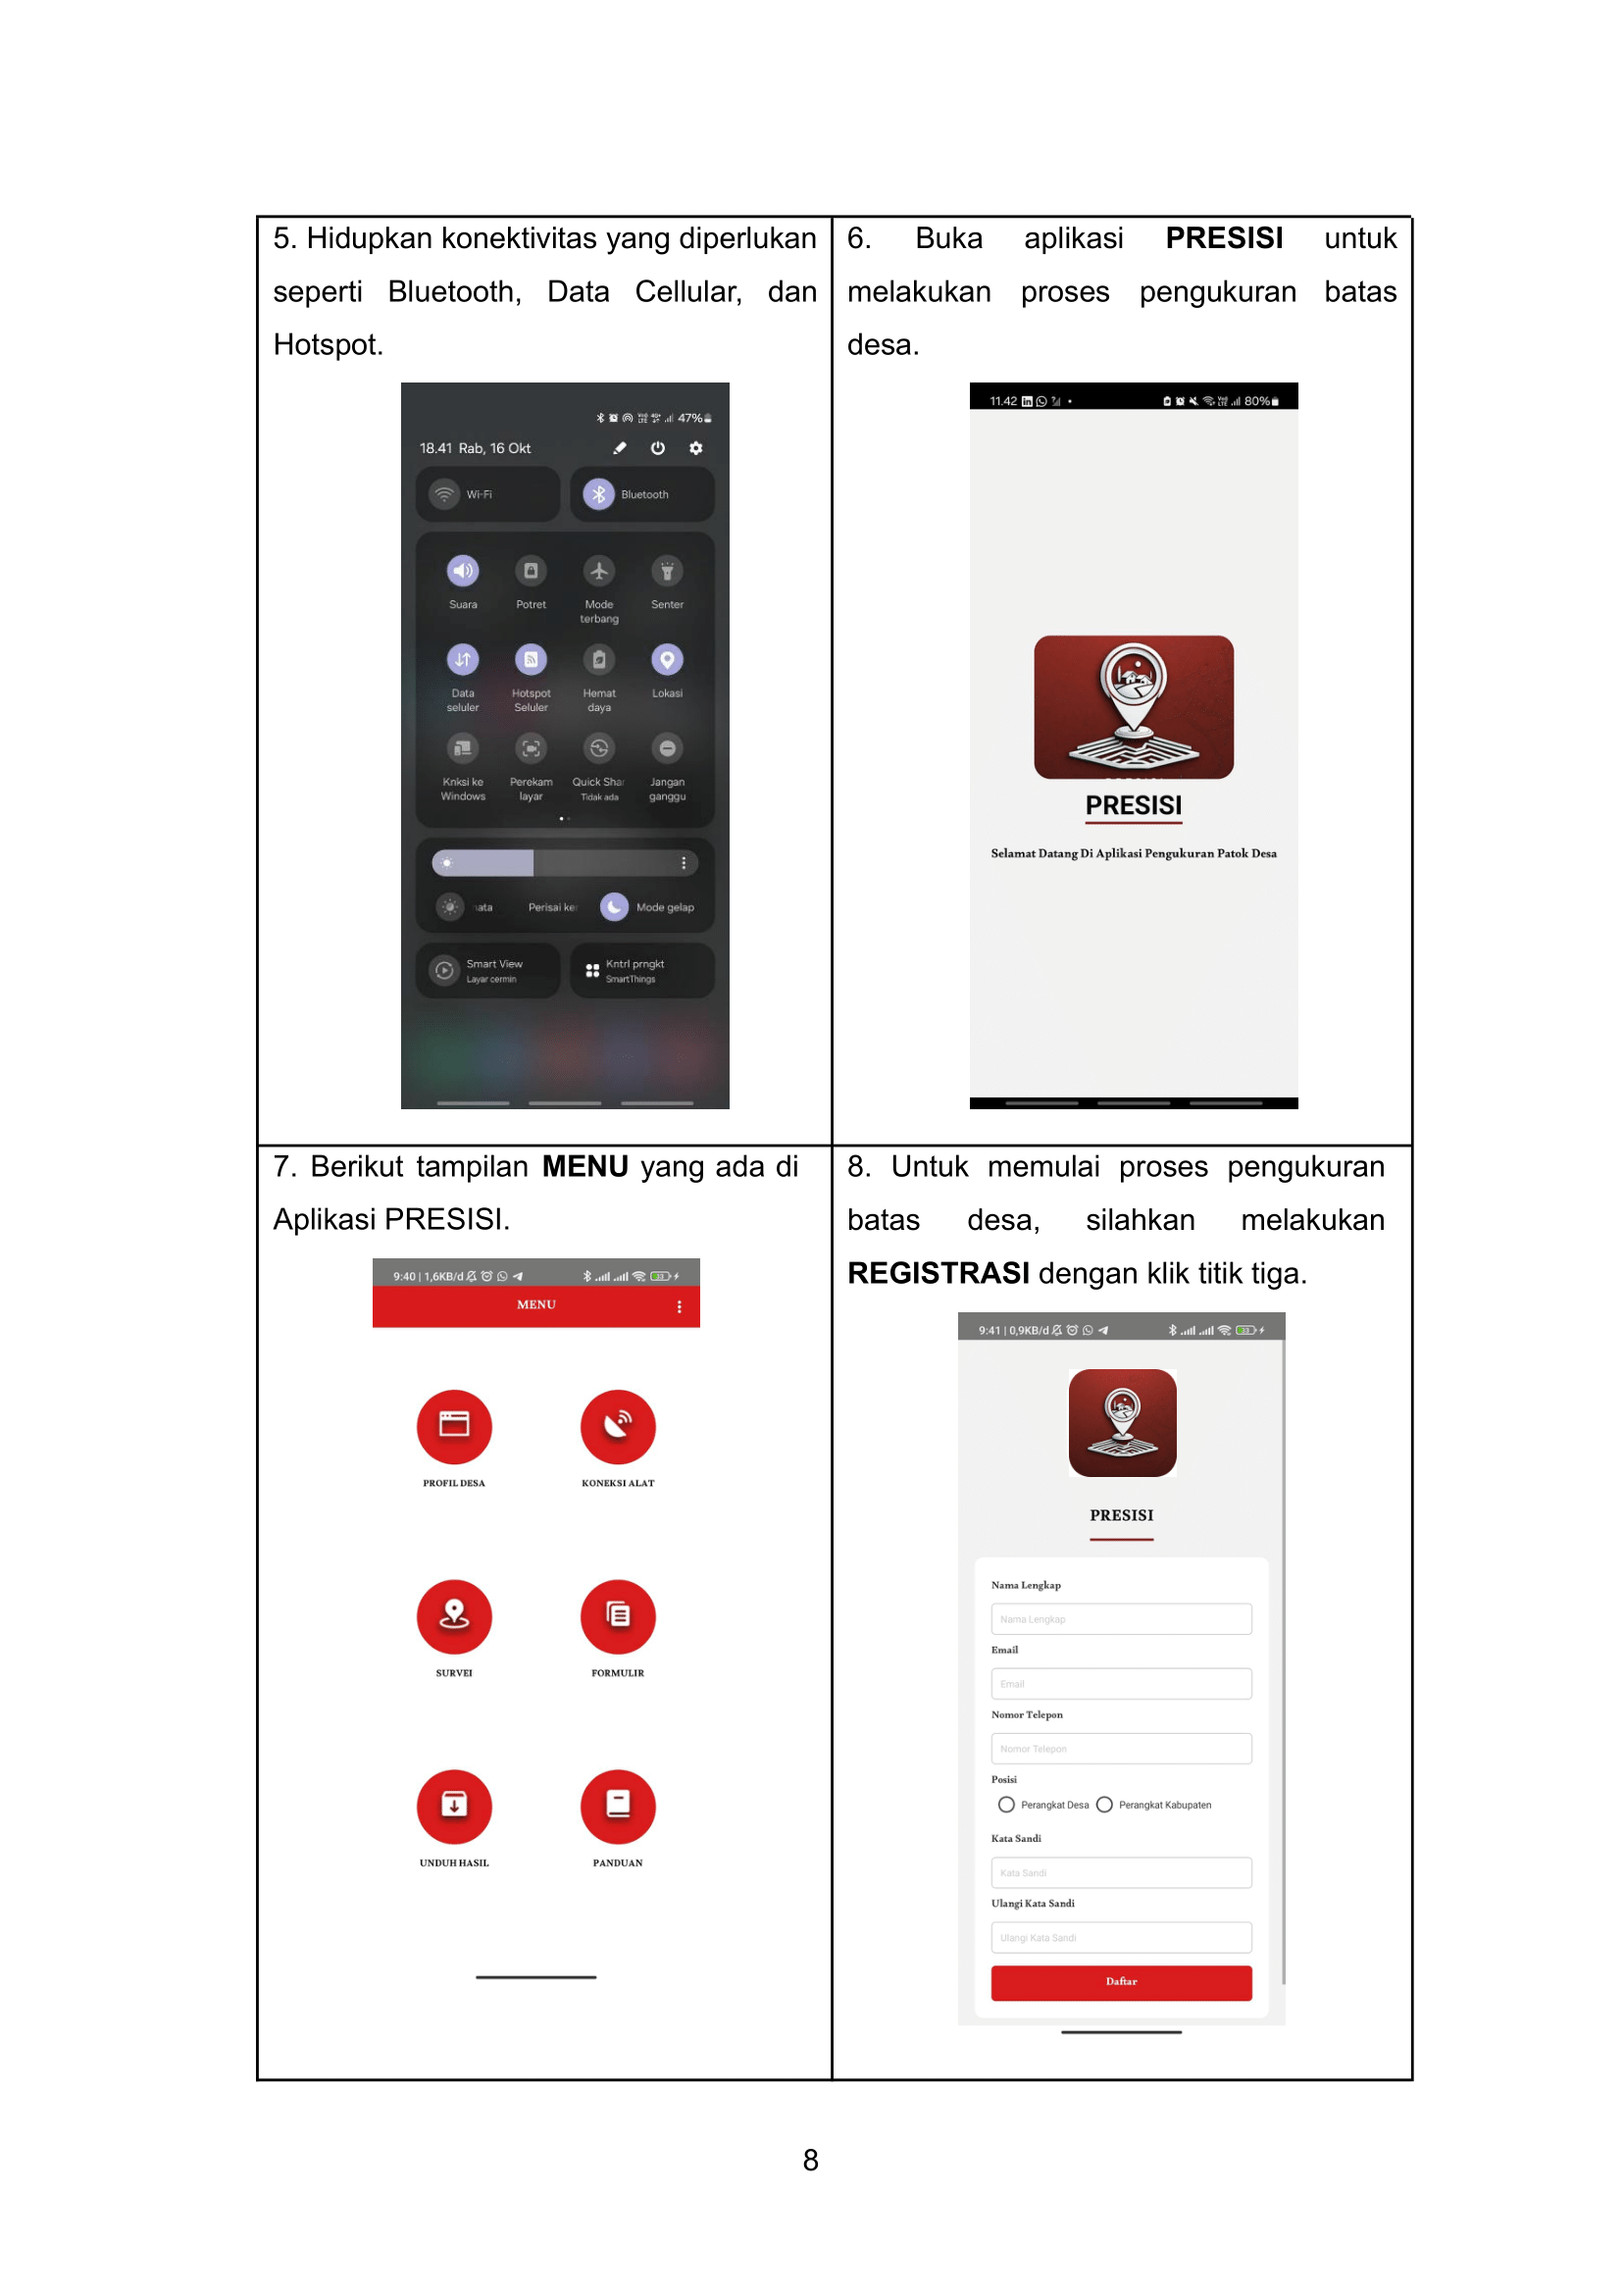 5. Hidupkan konektivitas yang diperlukan
seperti Bluetooth, Data Cellular, dan
Hotspot.
47%
18.41 Rab, 16 Okt
Wi-Fi
Bluetooth
Suara
Potret
Mode
terbang
Senter
Data
seluler
Hotspot
Seluler
Hemat
daya
Lokasi
Knksi ke
Windows
Perekam
layar
Quick Shar
Tidak ada
Jangan
ganggu
Perisai ke
Mode gelap
Smart View
Layar cermin
Kntrl prngkt
SmartThings
6. Buka aplikasi PRESISI untuk
melakukan proses pengukuran batas
desa.
11.42
80%
PRESISI
Selamat Datang Di Aplikasi Pengukuran Patok Desa
7. Berikut tampilan MENU yang ada di
Aplikasi PRESISI.
9:40 | 1,6KB/d
33
MENU
PROFIL DESA
KONEKSI ALAT
SURVEI
FORMULIR
UNDUH HASIL
PANDUAN
8. Untuk memulai proses pengukuran
batas desa, silahkan melakukan
REGISTRASI dengan klik titik tiga.
9:41 | 0,9KB/d
33
PRESISI
Nama Lengkap
Nama Lengkap
Email
Email
Nomor Telepon
Nomor Telepon
Posisi
Perangkat Desa
Perangkat Kabupaten
Kata Sandi
Kata Sandi
Ulangi Kata Sandi
Ulangi Kata Sandi
Daftar
8